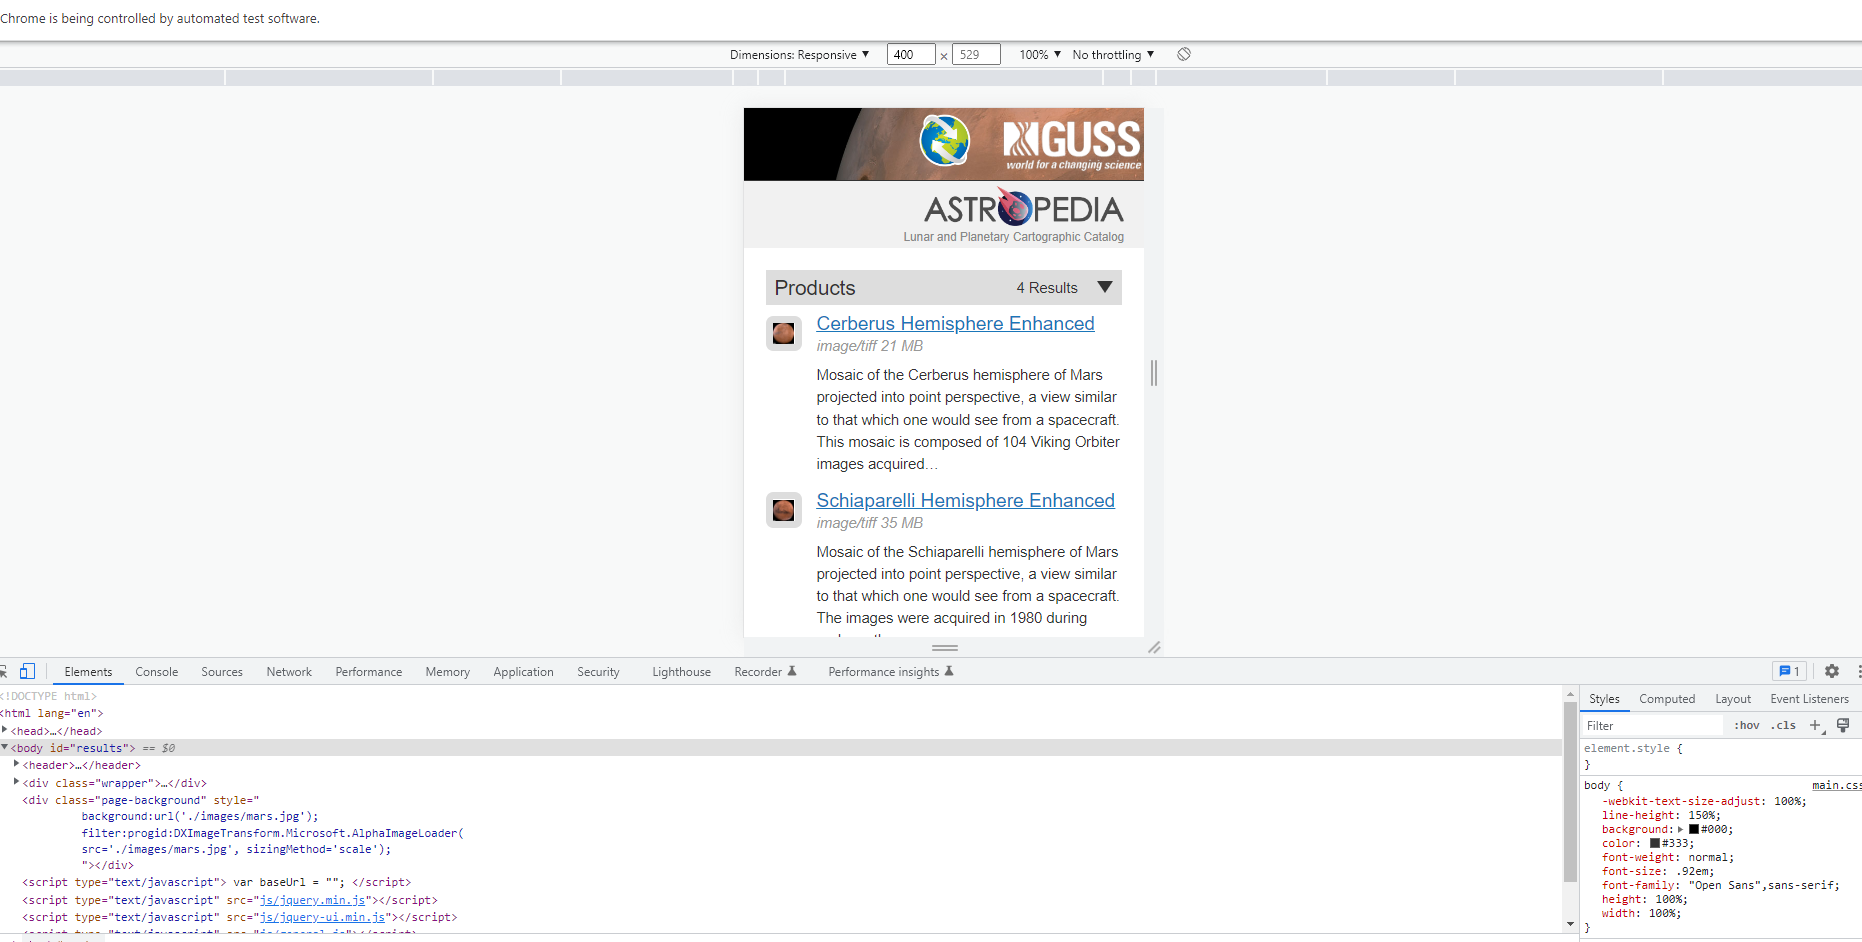 Chrome is being controlled by automated test software.
Dimensions: Responsive ▼ 400 × 529 100% ▼ No throttling ▼
GUSS
world for a changing science
ASTROPEDIA
Lunar and Planetary Cartographic Catalog
Products 4 Results ▼
Cerberus Hemisphere Enhanced
image/tiff 21 MB
Mosaic of the Cerberus hemisphere of Mars
projected into point perspective, a view similar
to that which one would see from a spacecraft.
This mosaic is composed of 104 Viking Orbiter
images acquired…
Schiaparelli Hemisphere Enhanced
image/tiff 35 MB
Mosaic of the Schiaparelli hemisphere of Mars
projected into point perspective, a view similar
to that which one would see from a spacecraft.
The images were acquired in 1980 during
Elements Console Sources Network Performance Memory Application Security Lighthouse Recorder Performance insights 1
<!DOCTYPE html>
<html lang="en">
<head>…</head>
<body id="results"> == $0
<header>…</header>
<div class="wrapper">…</div>
<div class="page-background" style="
background:url('./images/mars.jpg');
filter:progid:DXImageTransform.Microsoft.AlphaImageLoader(
src='./images/mars.jpg', sizingMethod='scale');
"></div>
<script type="text/javascript"> var baseUrl = ""; </script>
<script type="text/javascript" src="js/jquery.min.js"></script>
<script type="text/javascript" src="js/jquery-ui.min.js"></script>
<script type="text/javascript" src="js/general.js"></script>
Styles Computed Layout Event Listeners
Filter :hov .cls +
element.style {
}
body { main.css
-webkit-text-size-adjust: 100%;
line-height: 150%;
background: #000;
color: #333;
font-weight: normal;
font-size: .92em;
font-family: "Open Sans",sans-serif;
height: 100%;
width: 100%;
}